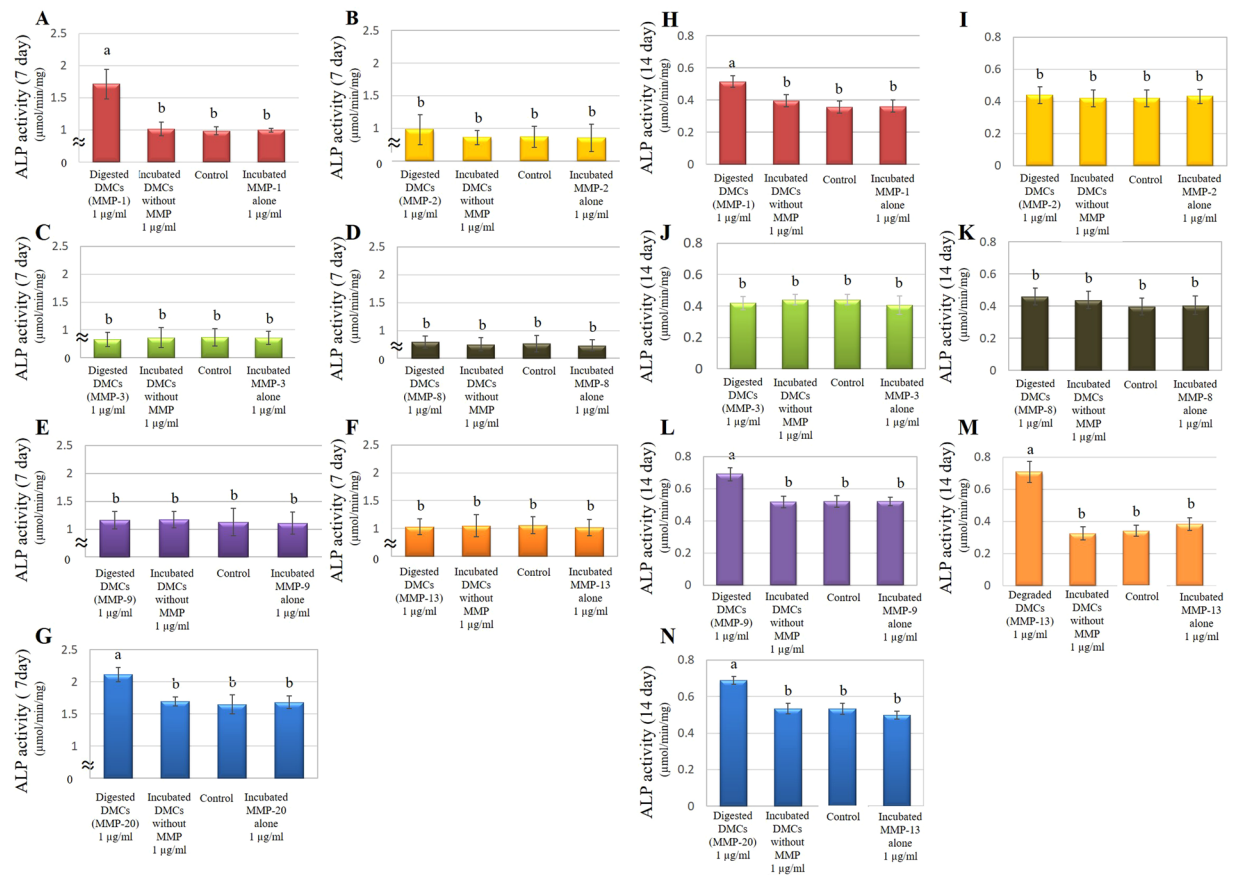 A
ALP activity (7 day)
(µmol/min/mg)
2.5
2
1.5
1
0
≈
a
b
b
b
Digested
DMCs
(MMP-1)
1 µg/ml
Incubated
DMCs
without
MMP
1 µg/ml
Control
Incubated
MMP-1
alone
1 µg/ml
B
ALP activity (7 day)
(µmol/min/mg)
2.5
2
1.5
1
0
≈
b
b
b
b
Digested
DMCs
(MMP-2)
1 µg/ml
Incubated
DMCs
without
MMP
1 µg/ml
Control
Incubated
MMP-2
alone
1 µg/ml
H
ALP activity (14 day)
(µmol/min/mg)
0.8
0.6
0.4
0.2
0
a
b
b
b
Digested
DMCs
(MMP-1)
1 µg/ml
Incubated
DMCs
without
MMP
1 µg/ml
Control
Incubated
MMP-1
alone
1 µg/ml
I
ALP activity (14 day)
(µmol/min/mg)
0.8
0.6
0.4
0.2
0
b
b
b
b
Digested
DMCs
(MMP-2)
1 µg/ml
Incubated
DMCs
without
MMP
1 µg/ml
Control
Incubated
MMP-2
alone
1 µg/ml
C
ALP activity (7 day)
(µmol/min/mg)
2.5
2
1.5
1
0
≈
b
b
b
b
Digested
DMCs
(MMP-3)
1 µg/ml
Incubated
DMCs
without
MMP
1 µg/ml
Control
Incubated
MMP-3
alone
1 µg/ml
D
ALP activity (7 day)
(µmol/min/mg)
2.5
2
1.5
1
0
≈
b
b
b
b
Digested
DMCs
(MMP-8)
1 µg/ml
Incubated
DMCs
without
MMP
1 µg/ml
Control
Incubated
MMP-8
alone
1 µg/ml
J
ALP activity (14 day)
(µmol/min/mg)
0.8
0.6
0.4
0.2
0
b
b
b
b
Digested
DMCs
(MMP-3)
1 µg/ml
Incubated
DMCs
without
MMP
1 µg/ml
Control
Incubated
MMP-3
alone
1 µg/ml
K
ALP activity (14 day)
(µmol/min/mg)
0.8
0.6
0.4
0.2
0
b
b
b
b
Digested
DMCs
(MMP-8)
1 µg/ml
Incubated
DMCs
without
MMP
1 µg/ml
Control
Incubated
MMP-8
alone
1 µg/ml
E
ALP activity (7 day)
(µmol/min/mg)
2.5
2
1.5
1
0
≈
b
b
b
b
Digested
DMCs
(MMP-9)
1 µg/ml
Incubated
DMCs
without
MMP
1 µg/ml
Control
Incubated
MMP-9
alone
1 µg/ml
F
ALP activity (7 day)
(µmol/min/mg)
2.5
2
1.5
1
0
≈
b
b
b
b
Digested
DMCs
(MMP-13)
1 µg/ml
Incubated
DMCs
without
MMP
1 µg/ml
Control
Incubated
MMP-13
alone
1 µg/ml
L
ALP activity (14 day)
(µmol/min/mg)
0.8
0.6
0.4
0.2
0
a
b
b
b
Digested
DMCs
(MMP-9)
1 µg/ml
Incubated
DMCs
without
MMP
1 µg/ml
Control
Incubated
MMP-9
alone
1 µg/ml
M
ALP activity (14 day)
(µmol/min/mg)
0.8
0.6
0.4
0.2
0
a
b
b
b
Degraded
DMCs
(MMP-13)
1 µg/ml
Incubated
DMCs
without
MMP
1 µg/ml
Control
Incubated
MMP-13
alone
1 µg/ml
G
ALP activity ( 7day)
(µmol/min/mg)
2.5
2
1.5
1
0
≈
a
b
b
b
Digested
DMCs
(MMP-20)
1 µg/ml
Incubated
DMCs
without
MMP
1 µg/ml
Control
Incubated
MMP-20
alone
1 µg/ml
N
ALP activity (14 day)
(µmol/min/mg)
0.8
0.6
0.4
0.2
0
a
b
b
b
Digested
DMCs
(MMP-20)
1 µg/ml
Incubated
DMCs
without
MMP
1 µg/ml
Control
Incubated
MMP-13
alone
1 µg/ml